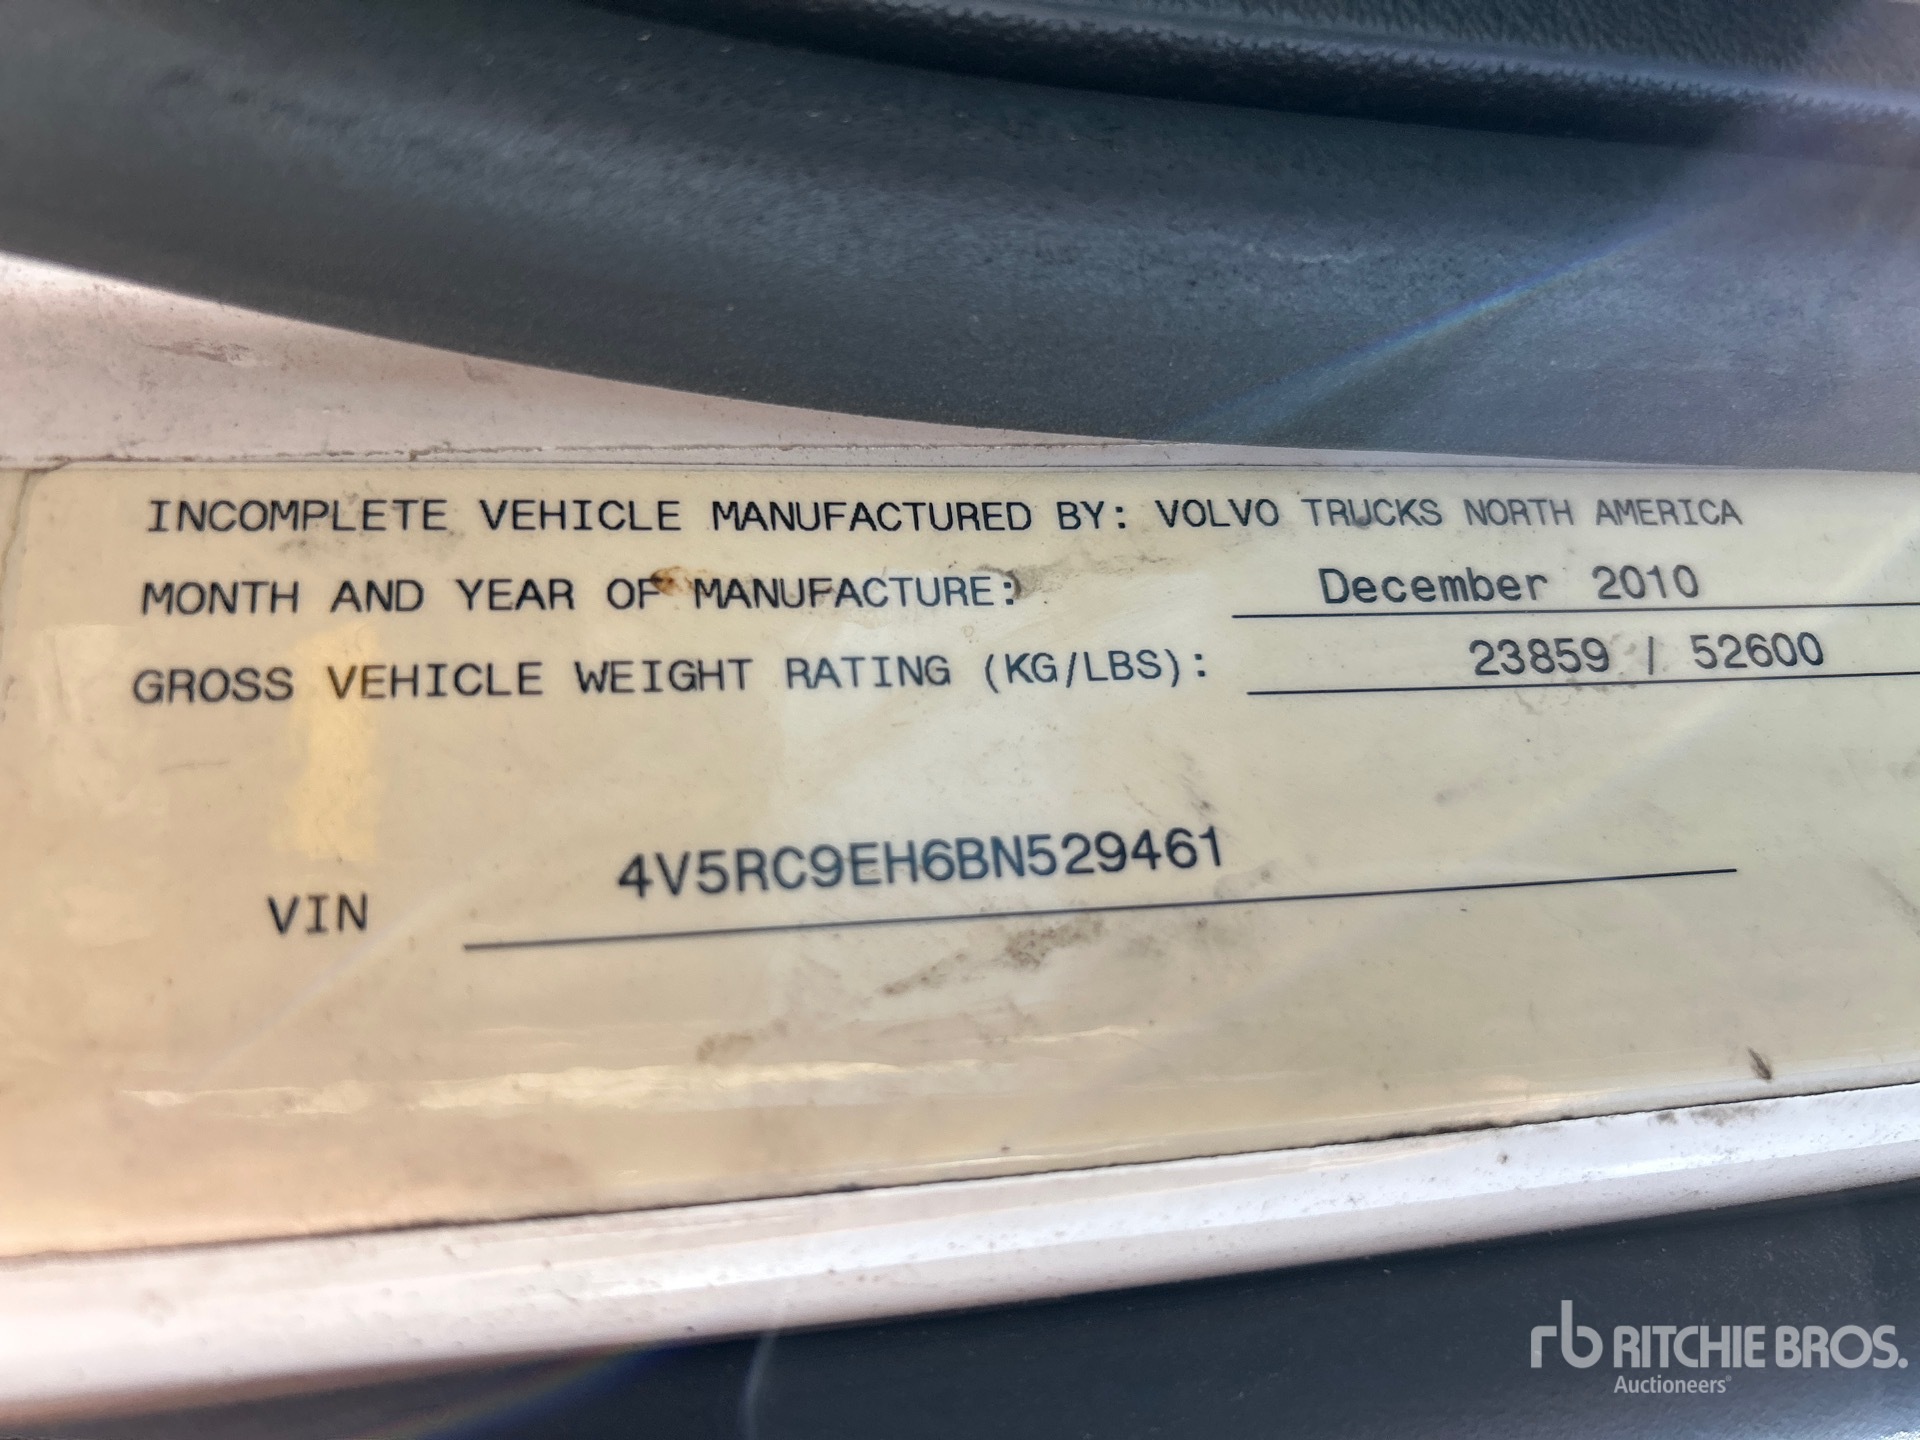 INCOMPLETE VEHICLE MANUFACTURED BY: VOLVO TRUCKS NORTH AMERICA
MONTH AND YEAR OF MANUFACTURE: December 2010
GROSS VEHICLE WEIGHT RATING (KG/LBS): 23859 / 52600
VIN 4V5RC9EH6BN529461
rb RITCHIE BROS.
Auctioneers